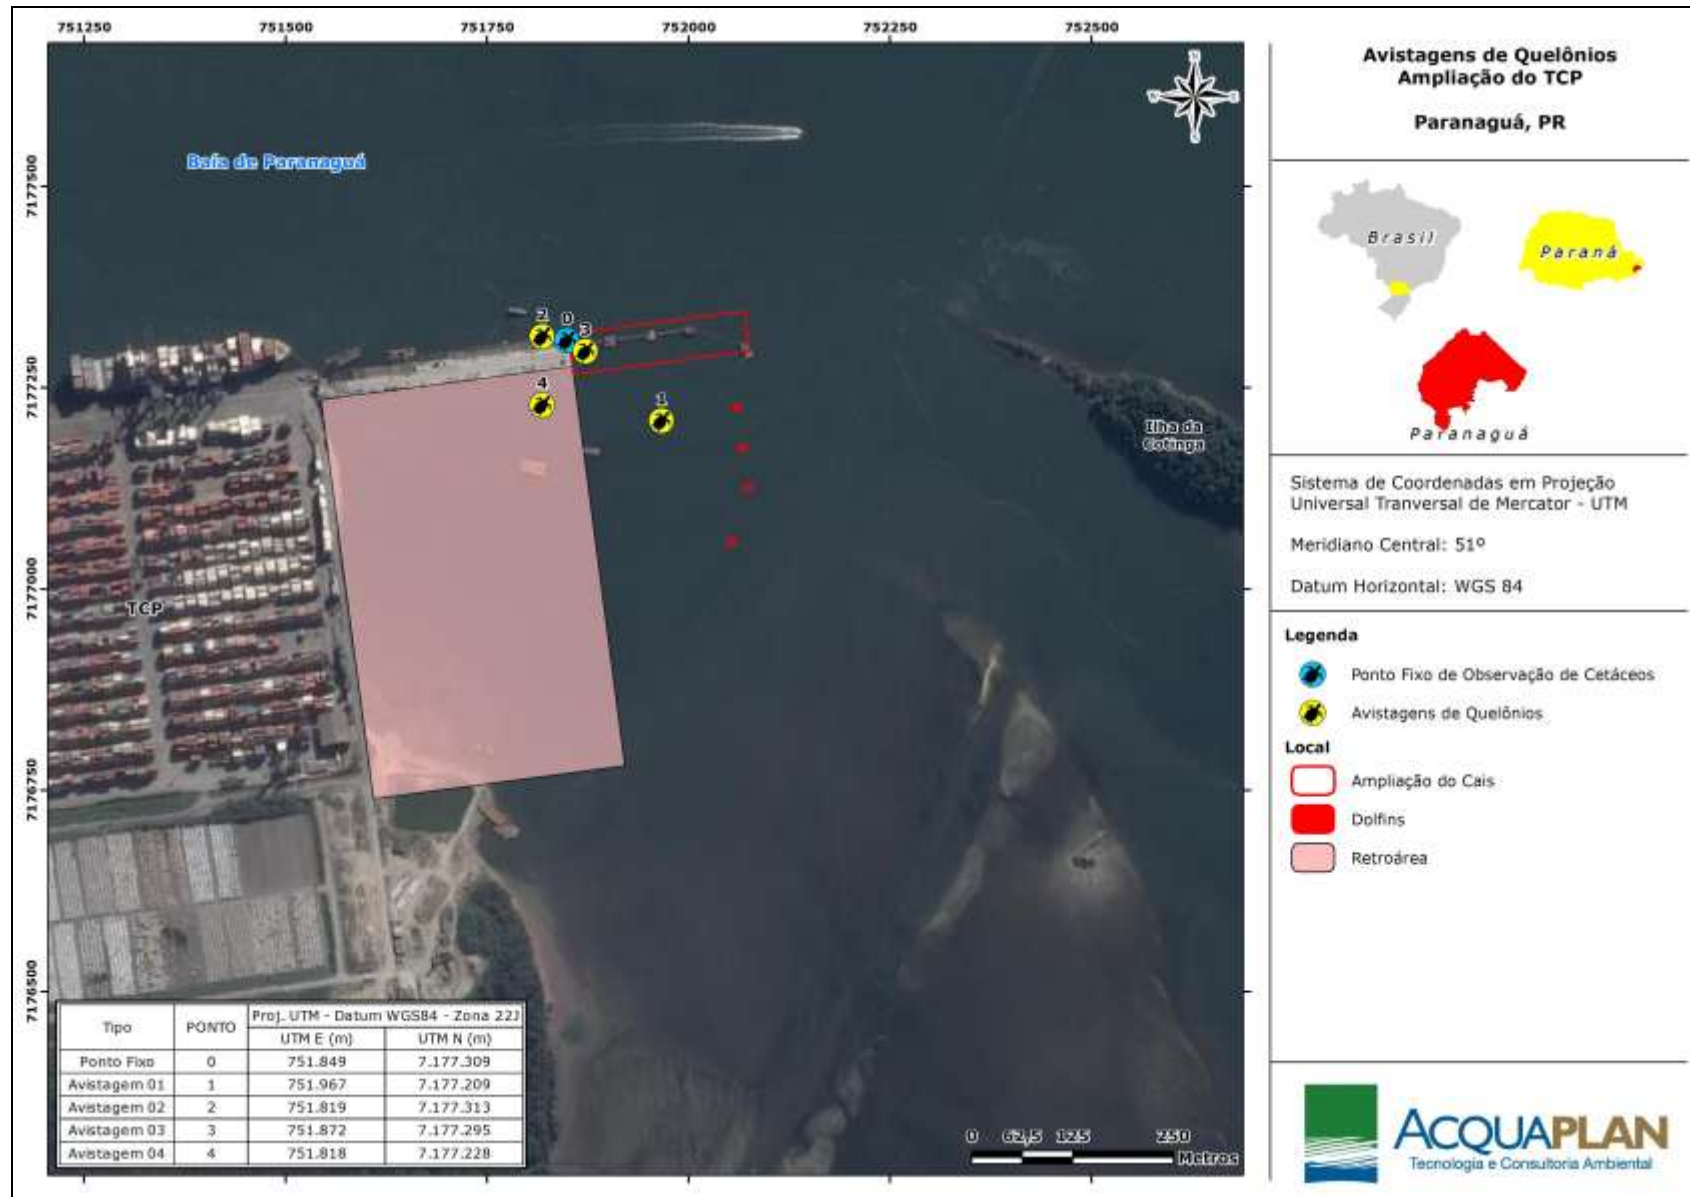 751250 751500 751750 752000 752250 752500
7177500
7177250
7177000
7176750
7176500
N
E
S
W
Baía de Paranaguá
2
0
3
4
1
Ilha da
Cotinga
TCP
Tipo PONTO Proj. UTM - Datum WGS84 - Zona 22J
UTM E (m) UTM N (m)
Ponto Fixo 0 751.849 7.177.309
Avistagem 01 1 751.967 7.177.209
Avistagem 02 2 751.819 7.177.313
Avistagem 03 3 751.872 7.177.295
Avistagem 04 4 751.818 7.177.228
0 62,5 125 250
Metros
Avistagens de Quelônios
Ampliação do TCP
Paranaguá, PR
Brasil
Paraná
Paranaguá
Sistema de Coordenadas em Projeção
Universal Tranversal de Mercator - UTM
Meridiano Central: 51º
Datum Horizontal: WGS 84
Legenda
Ponto Fixo de Observação de Cetáceos
Avistagens de Quelônios
Local
Ampliação do Cais
Dolfins
Retroárea
ACQUAPLAN
Tecnologia e Consultoria Ambiental